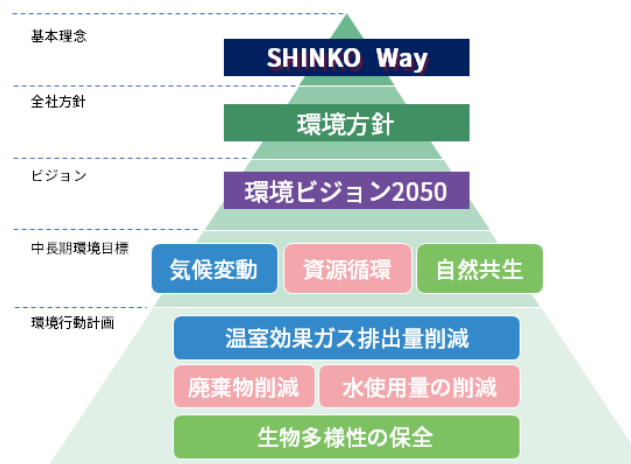 基本理念
SHINKO Way
全社方針
環境方針
ビジョン
環境ビジョン2050
中長期環境目標
気候変動
資源循環
自然共生
環境行動計画
温室効果ガス排出量削減
廃棄物削減
水使用量の削減
生物多様性の保全